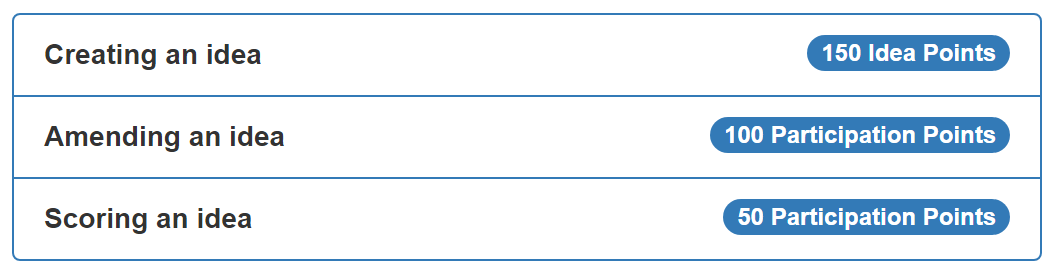 Creating an idea 150 Idea Points
Amending an idea 100 Participation Points
Scoring an idea 50 Participation Points